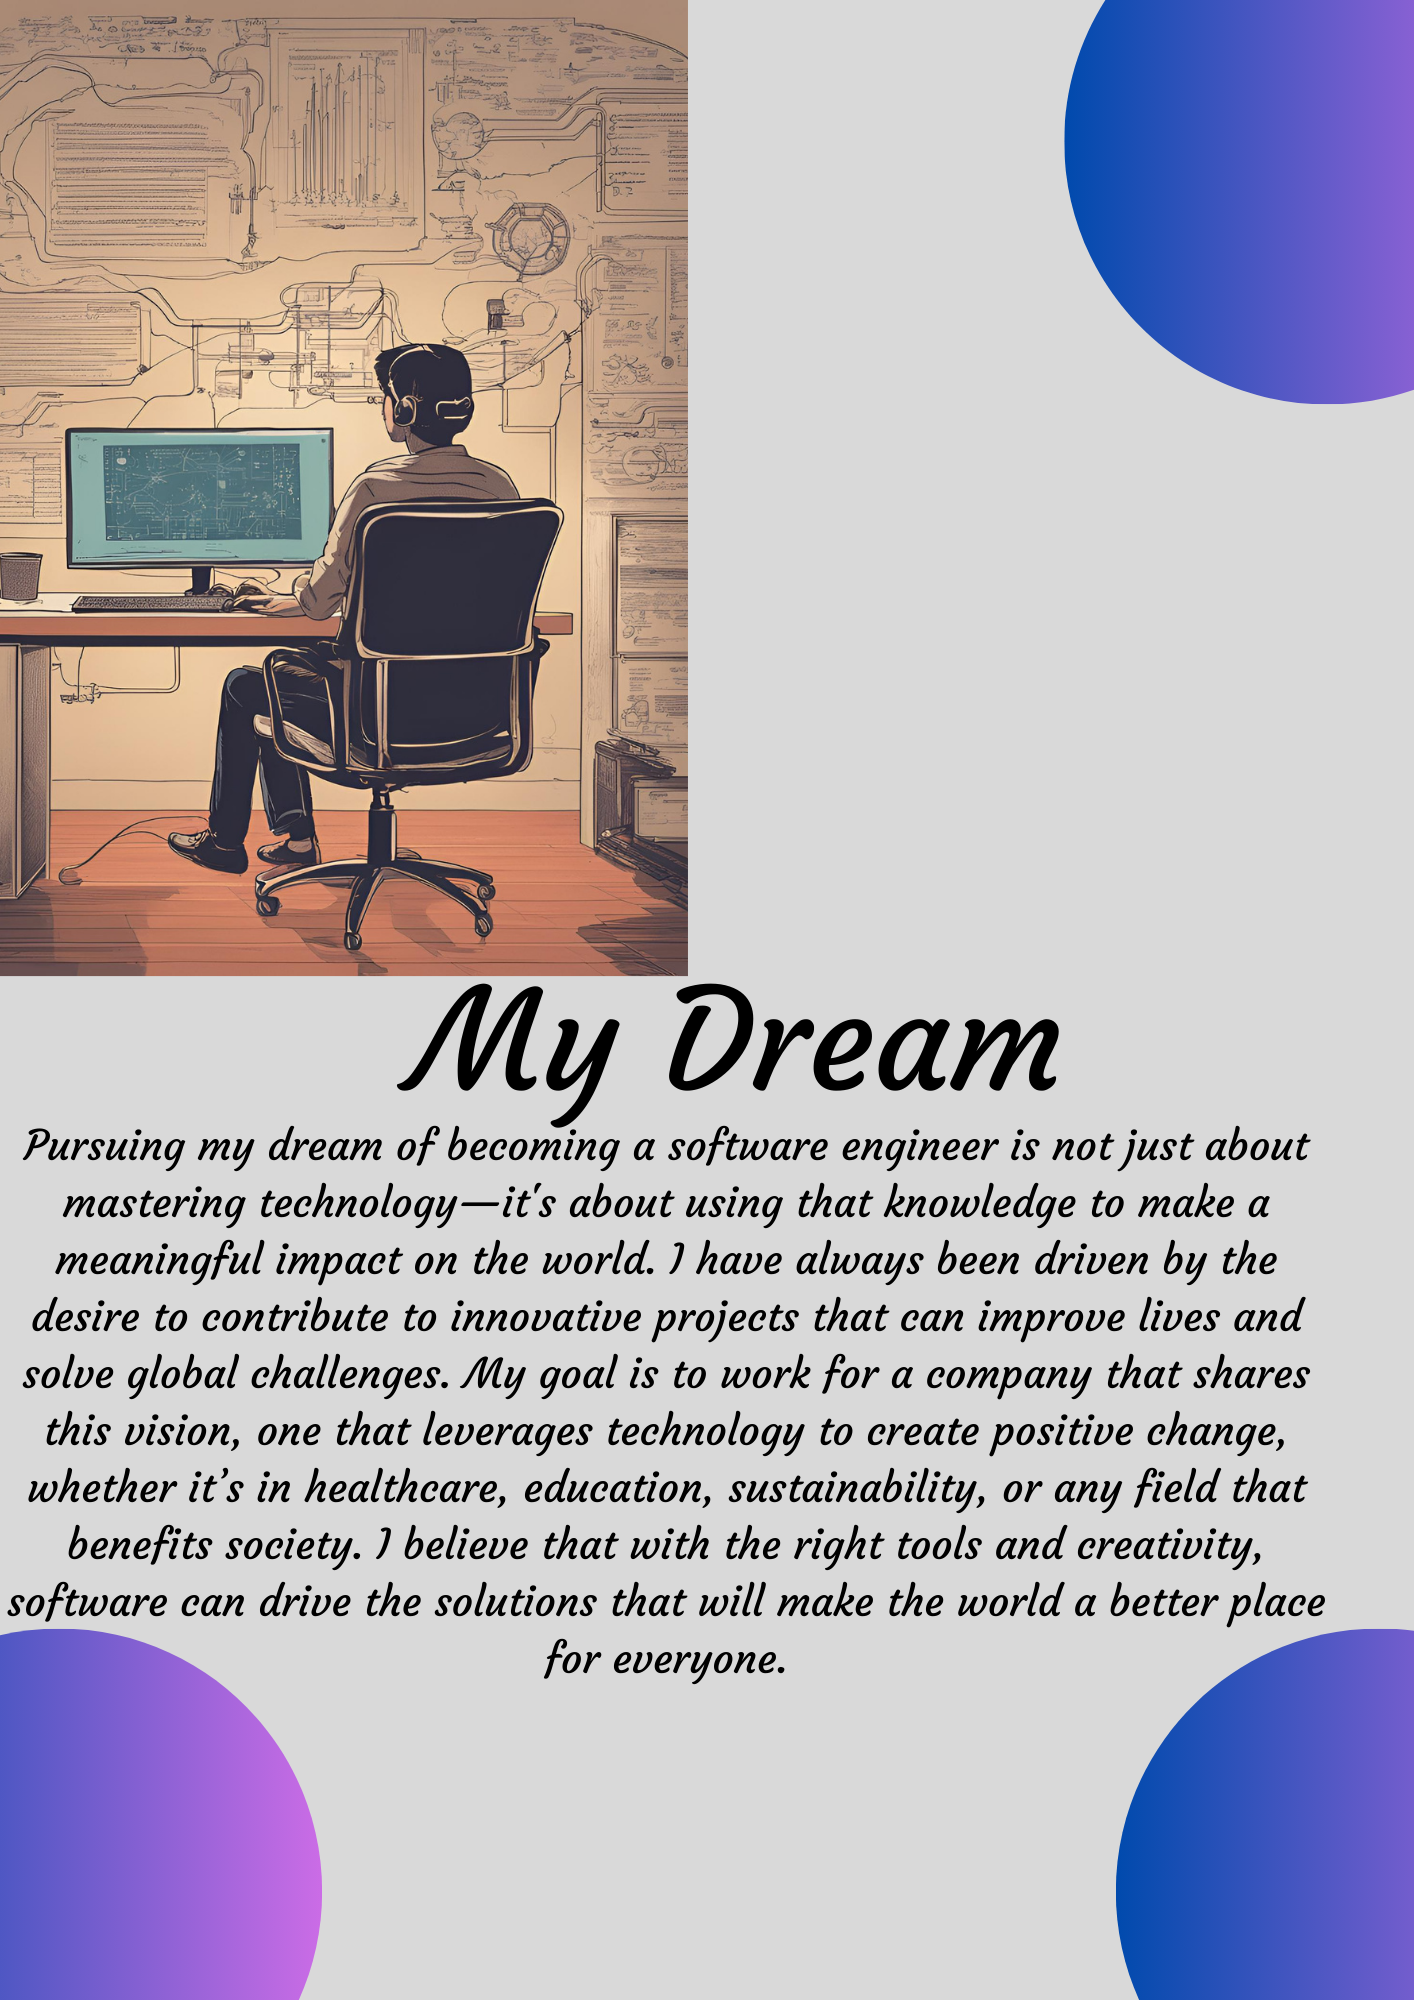 My Dream
Pursuing my dream of becoming a software engineer is not just about
mastering technology—it's about using that knowledge to make a
meaningful impact on the world. I have always been driven by the
desire to contribute to innovative projects that can improve lives and
solve global challenges. My goal is to work for a company that shares
this vision, one that leverages technology to create positive change,
whether it’s in healthcare, education, sustainability, or any field that
benefits society. I believe that with the right tools and creativity,
software can drive the solutions that will make the world a better place
for everyone.